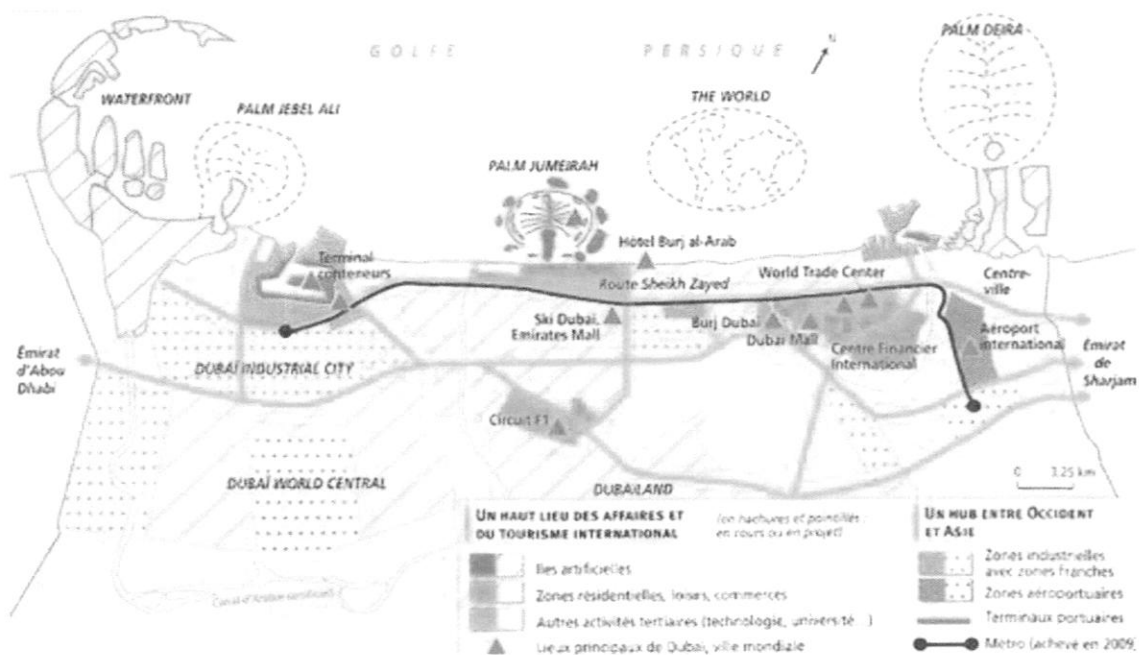 GOLFE PERSIQUE
N
PALM DEIRA
WATERFRONT
PALM JEBEL ALI
THE WORLD
PALM JUMEIRAH
Hôtel Burj al-Arab
Terminal
conteneurs
World Trade Center
Route Sheikh Zayed
Centre-
ville
Ski Dubai,
Emirates Mall
Burj Dubai
Dubai Mall
Aéroport
international
Centre Financier
International
Émirat
d'Abou
Dhabi
Émirat
de
Sharjam
DUBAÏ INDUSTRIAL CITY
Circuit F1
DUBAÏ WORLD CENTRAL
DUBAÏLAND
0 3,25 km
UN HAUT LIEU DES AFFAIRES ET
DU TOURISME INTERNATIONAL
(en hachures et pointillés :
en cours ou en projet)
Iles artificielles
Zones résidentielles, loisirs, commerces
Autres activités tertiaires (technologie, université...)
Lieux principaux de Dubaï, ville mondiale
UN HUB ENTRE OCCIDENT
ET ASIE
Zones industrielles
avec zones franches
Zones aéroportuaires
Terminaux portuaires
Métro (achevé en 2009)